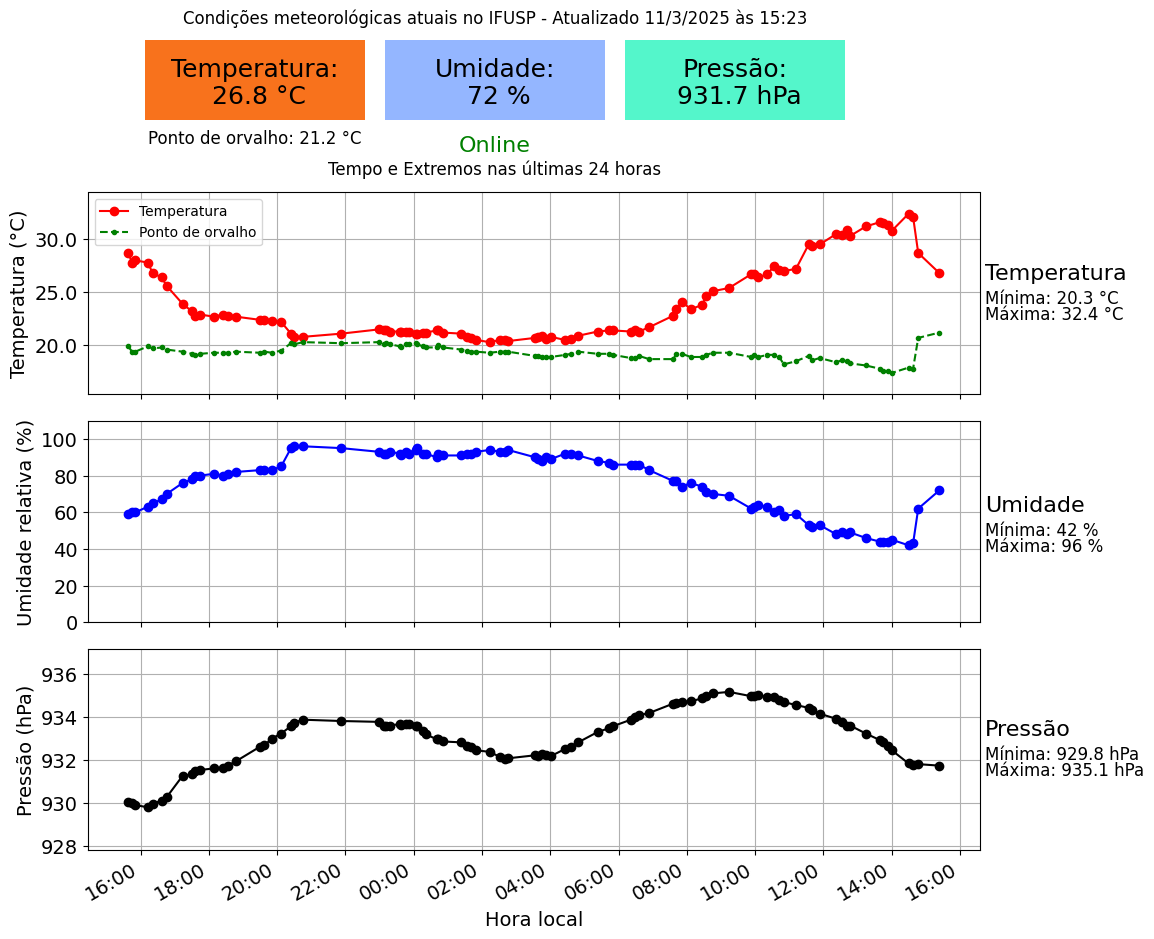 Condições meteorológicas atuais no IFUSP - Atualizado 11/3/2025 às 15:23
Temperatura:
26.8 °C
Umidade:
72 %
Pressão:
931.7 hPa
Ponto de orvalho: 21.2 °C
Online
Tempo e Extremos nas últimas 24 horas
Temperatura (°C)
30.0
25.0
20.0
Temperatura
Ponto de orvalho
Temperatura
Mínima: 20.3 °C
Máxima: 32.4 °C
Umidade relativa (%)
100
80
60
40
20
0
Umidade
Mínima: 42 %
Máxima: 96 %
Pressão (hPa)
936
934
932
930
928
Pressão
Mínima: 929.8 hPa
Máxima: 935.1 hPa
16:00 18:00 20:00 22:00 00:00 02:00 04:00 06:00 08:00 10:00 12:00 14:00 16:00
Hora local